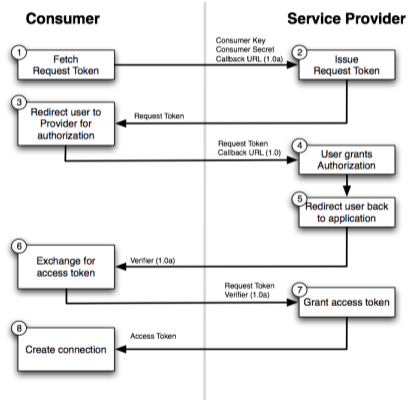 Consumer
Service Provider
1
Fetch
Request Token
Consumer Key
Consumer Secret
Callback URL (1.0a)
2
Issue
Request Token
3
Redirect user to
Provider for
authorization
Request Token
Request Token
Callback URL (1.0)
4
User grants
Authorization
5
Redirect user back
to application
6
Exchange for
access token
Verifier (1.0a)
Request Token
Verifier (1.0a)
7
Grant access token
8
Create connection
Access Token